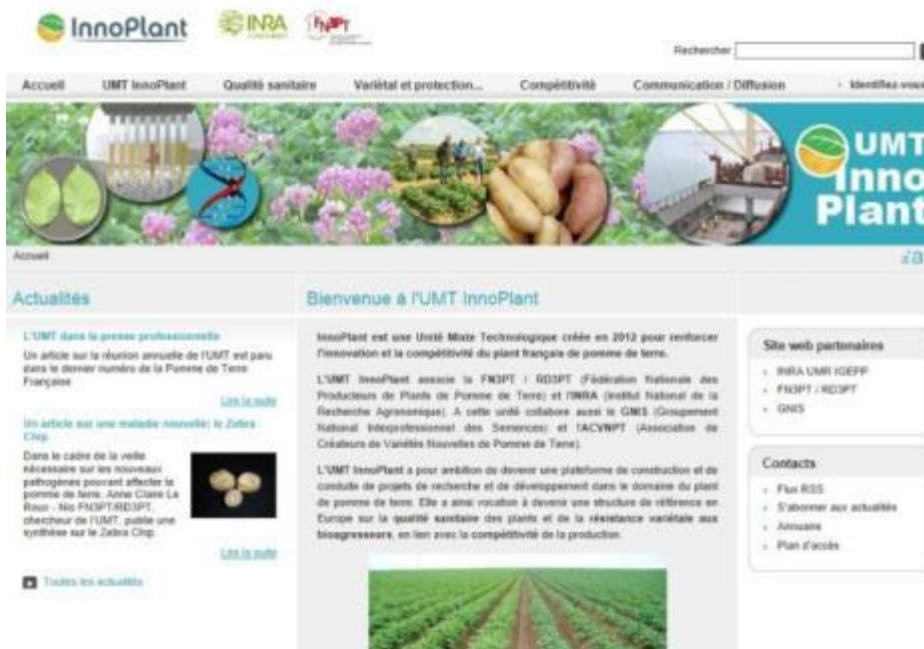 InnoPlant
INRA
FN3PT
Rechercher
Accueil
UMT InnoPlant
Qualité sanitaire
Variétal et protection...
Compétitivité
Communication / Diffusion
Identifiez-vous
UMT
Inno
Plant
Accueil
Actualités
L'UMT dans la presse professionnelle
Un article sur la réunion annuelle de l'UMT est paru
dans le dernier numéro de la Pomme de Terre
Française
Lire la suite
Un article sur une maladie nouvelle: le Zebra
Chip
Dans le cadre de la veille
nécessaire sur les nouveaux
pathogènes pouvant affecter la
pomme de terre, Anne Claire Le
Roux - Nio FN3PT/RD3PT,
chercheur de l'UMT, publie une
synthèse sur le Zebra Chip.
Lire la suite
Toutes les actualités
Bienvenue à l'UMT InnoPlant
InnoPlant est une Unité Mixte Technologique créée en 2012 pour renforcer
l'innovation et la compétitivité du plant français de pomme de terre.
L'UMT InnoPlant associe la FN3PT / RD3PT (Fédération Nationale des
Producteurs de Plants de Pomme de Terre) et l'INRA (Institut National de la
Recherche Agronomique). A cette unité collabore aussi le GNIS (Groupement
National Interprofessionnel des Semences) et l'ACVNPT (Association de
Créateurs de Variétés Nouvelles de Pomme de Terre).
L'UMT InnoPlant a pour ambition de devenir une plateforme de construction et de
conduite de projets de recherche et de développement dans le domaine du plant
de pomme de terre. Elle a ainsi vocation à devenir une structure de référence en
Europe sur la qualité sanitaire des plants et de la résistance variétale aux
bioagresseurs, en lien avec la compétitivité de la production.
Site web partenaires
INRA UMR IGEPP
FN3PT / RD3PT
GNIS
Contacts
Flux RSS
S'abonner aux actualités
Annuaire
Plan d'accès